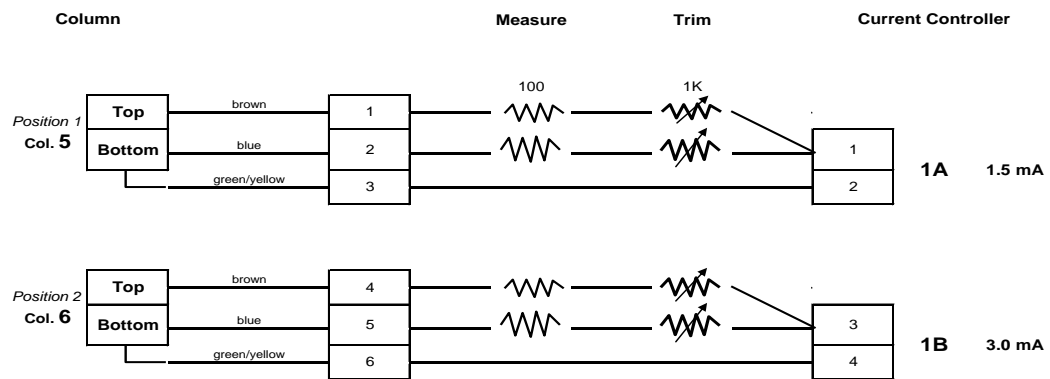 Column Measure Trim Current Controller
100 1K
Position 1 Top brown 1
Col. 5 Bottom blue 2 1 1A 1.5 mA
green/yellow 3 2
Position 2 Top brown 4
Col. 6 Bottom blue 5 3 1B 3.0 mA
green/yellow 6 4